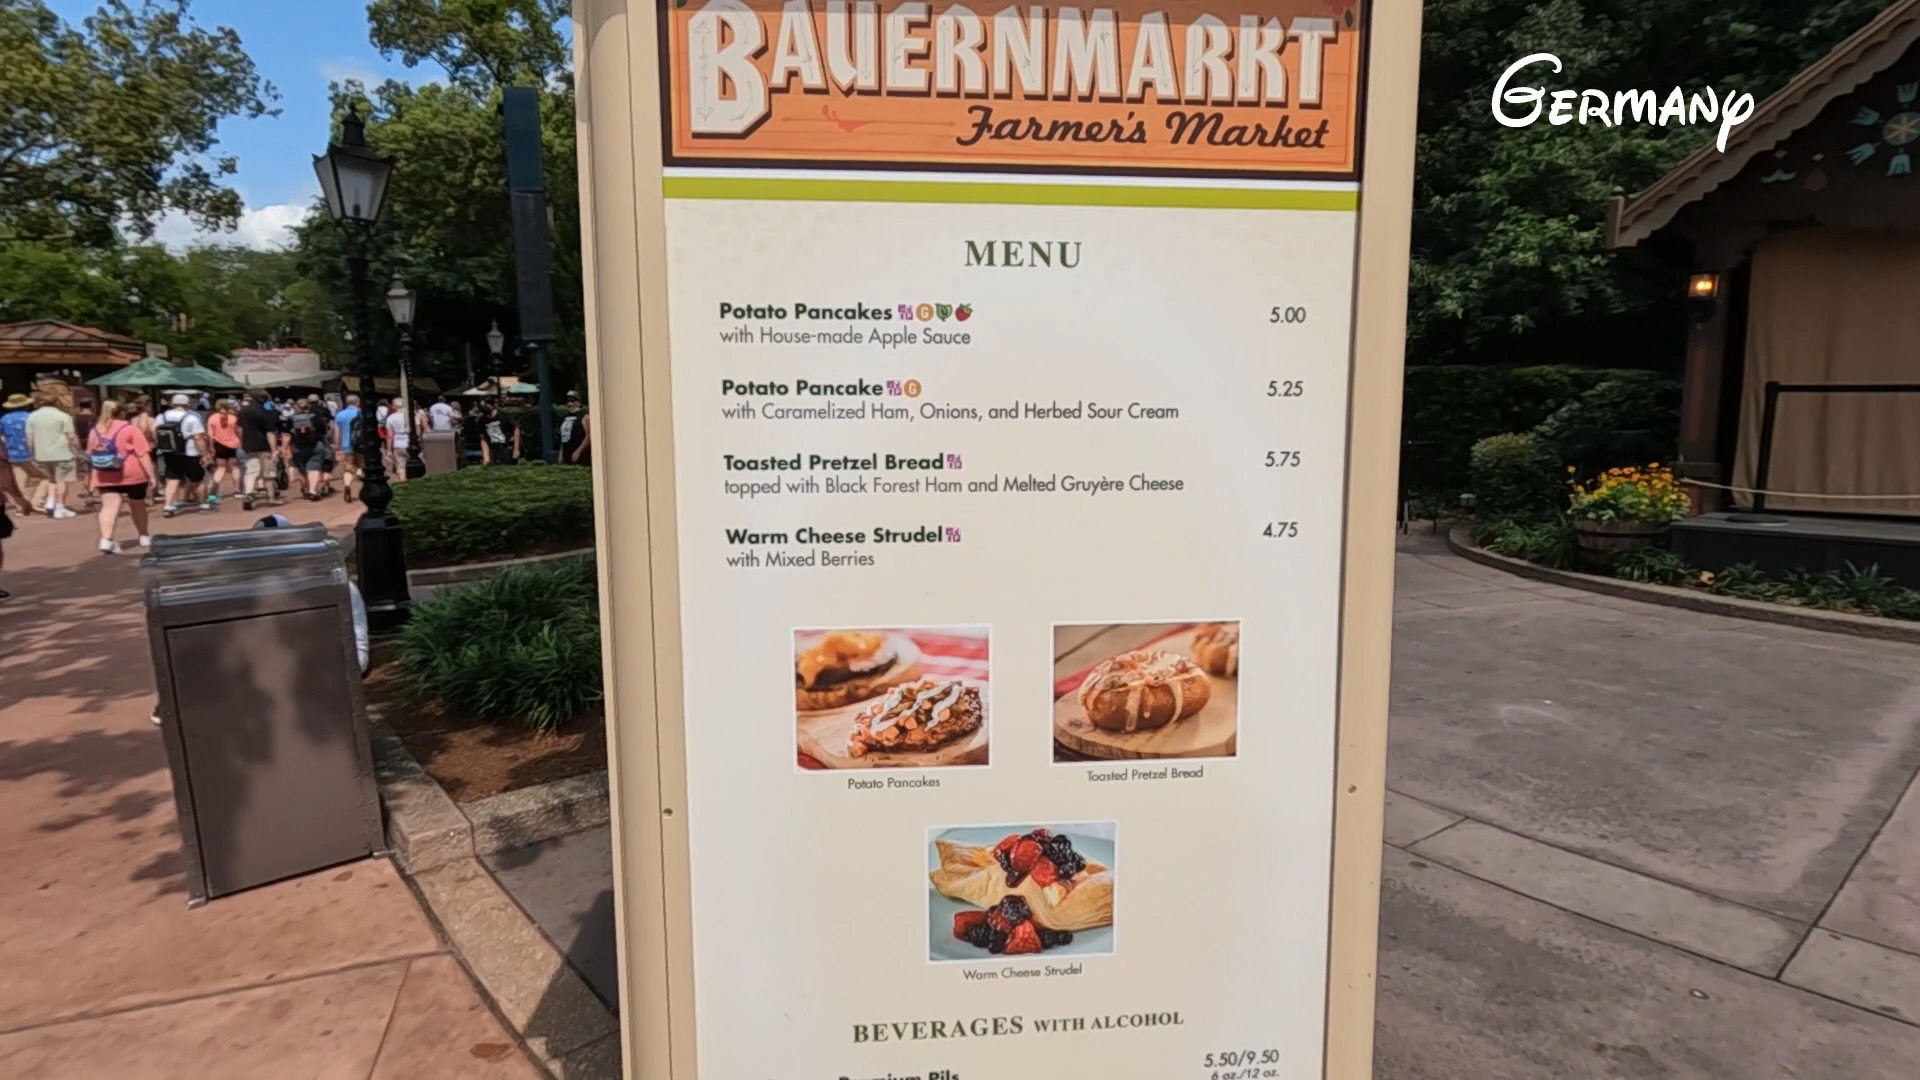 BAUERNMARKT
Farmer's Market
GERMANY
MENU
Potato Pancakes G 5.00
with House-made Apple Sauce
Potato Pancake G 5.25
with Caramelized Ham, Onions, and Herbed Sour Cream
Toasted Pretzel Bread 5.75
topped with Black Forest Ham and Melted Gruyère Cheese
Warm Cheese Strudel 4.75
with Mixed Berries
Potato Pancakes
Toasted Pretzel Bread
Warm Cheese Strudel
BEVERAGES WITH ALCOHOL
Premium Pils 5.50/9.50
6 oz./12 oz.